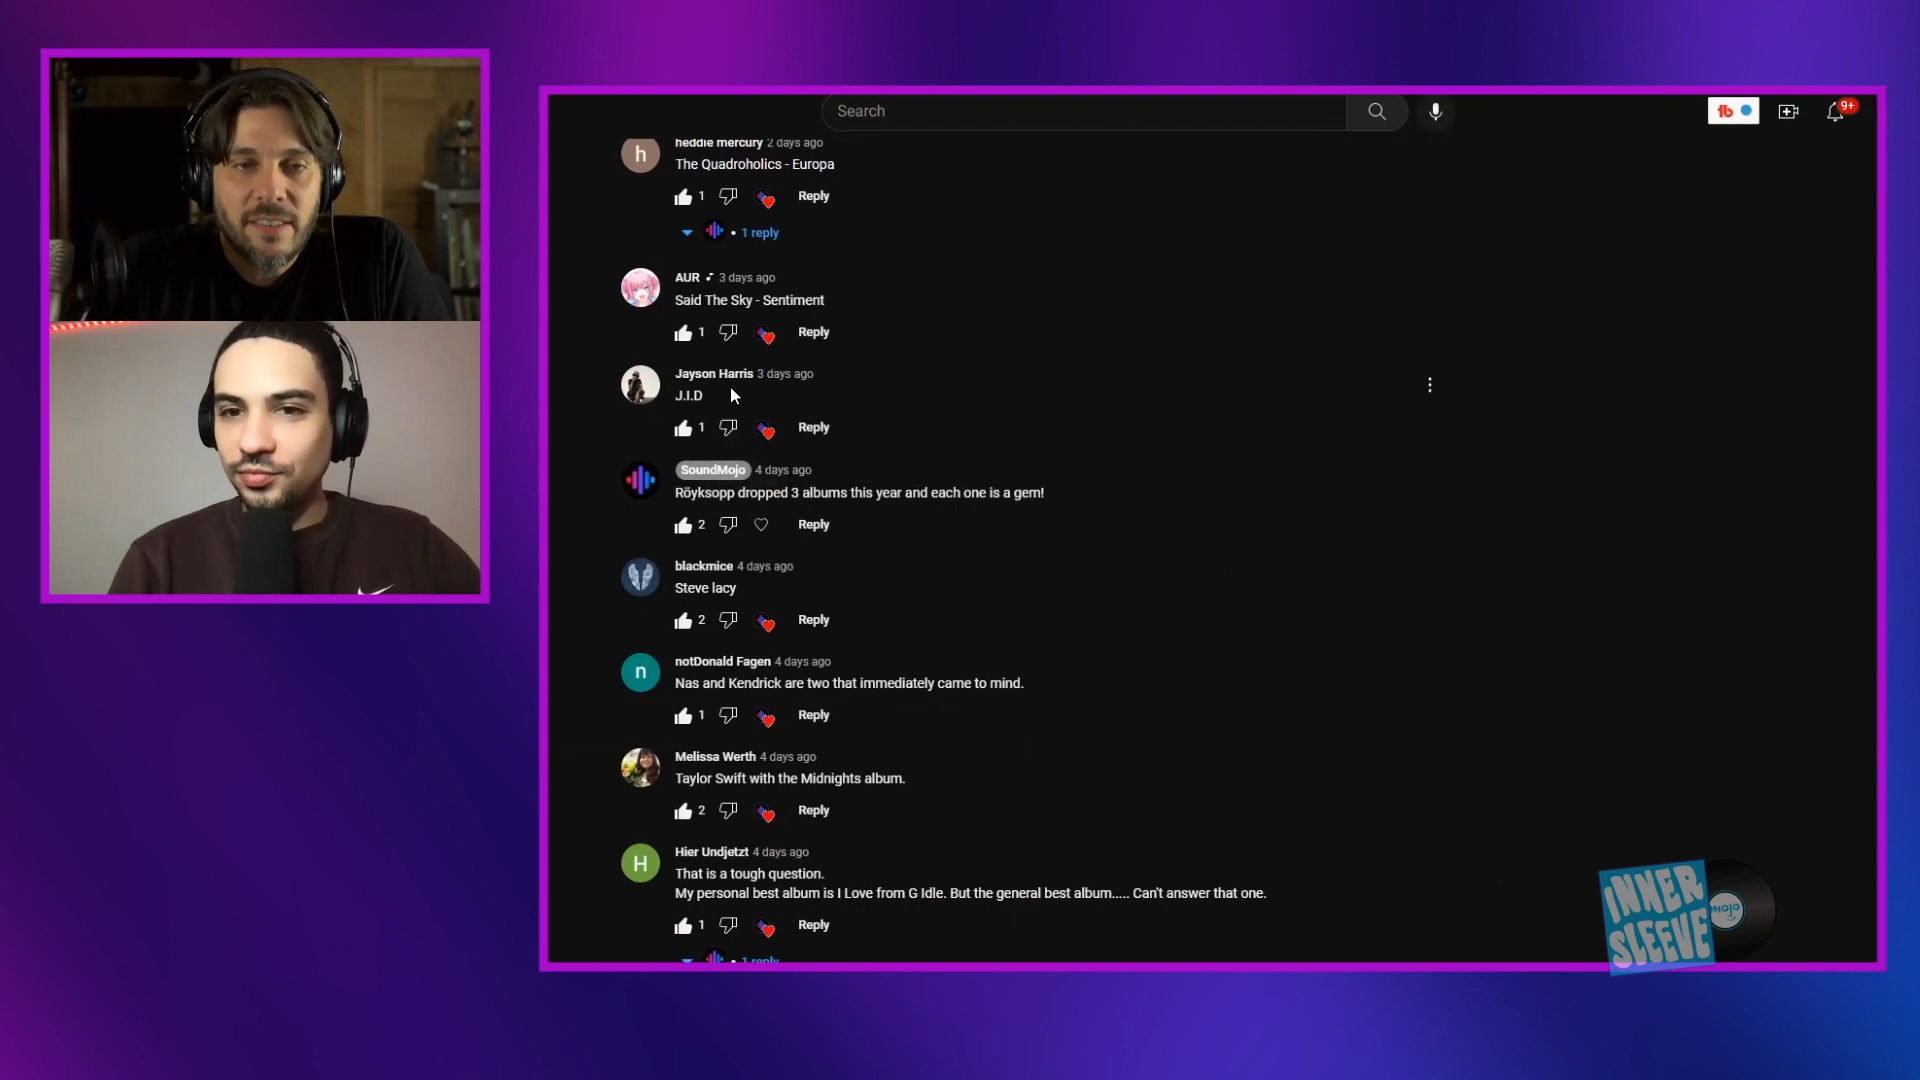 Search
9+
h
heddie mercury 2 days ago
The Quadroholics - Europa
1 Reply
• 1 reply
AUR 3 days ago
Said The Sky - Sentiment
1 Reply
Jayson Harris 3 days ago
J.I.D
1 Reply
SoundMojo 4 days ago
Röyksopp dropped 3 albums this year and each one is a gem!
2 Reply
blackmice 4 days ago
Steve lacy
2 Reply
n
notDonald Fagen 4 days ago
Nas and Kendrick are two that immediately came to mind.
1 Reply
Melissa Werth 4 days ago
Taylor Swift with the Midnights album.
2 Reply
H
Hier Undjetzt 4 days ago
That is a tough question.
My personal best album is I Love from G Idle. But the general best album..... Can't answer that one.
1 Reply
• 1 reply
INNER
SLEEVE
mojo